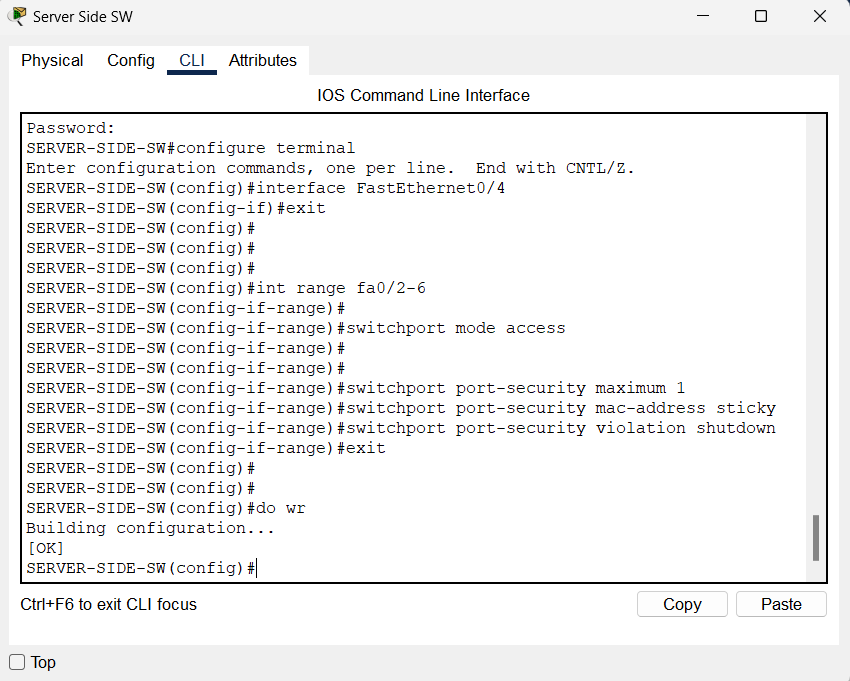 Server Side SW
Physical Config CLI Attributes
IOS Command Line Interface
Password:
SERVER-SIDE-SW#configure terminal
Enter configuration commands, one per line.  End with CNTL/Z.
SERVER-SIDE-SW(config)#interface FastEthernet0/4
SERVER-SIDE-SW(config-if)#exit
SERVER-SIDE-SW(config)#
SERVER-SIDE-SW(config)#
SERVER-SIDE-SW(config)#
SERVER-SIDE-SW(config)#int range fa0/2-6
SERVER-SIDE-SW(config-if-range)#
SERVER-SIDE-SW(config-if-range)#switchport mode access
SERVER-SIDE-SW(config-if-range)#
SERVER-SIDE-SW(config-if-range)#
SERVER-SIDE-SW(config-if-range)#switchport port-security maximum 1
SERVER-SIDE-SW(config-if-range)#switchport port-security mac-address sticky
SERVER-SIDE-SW(config-if-range)#switchport port-security violation shutdown
SERVER-SIDE-SW(config-if-range)#exit
SERVER-SIDE-SW(config)#
SERVER-SIDE-SW(config)#
SERVER-SIDE-SW(config)#do wr
Building configuration...
[OK]
SERVER-SIDE-SW(config)#
Ctrl+F6 to exit CLI focus
Copy Paste
Top